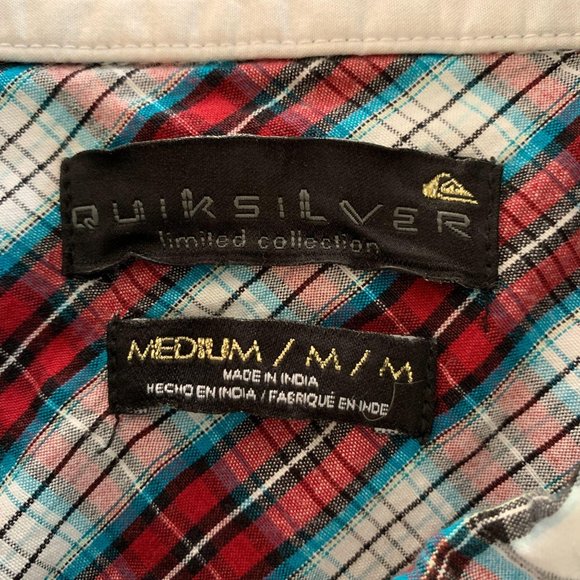 QUIKSILVER
limited collection
MEDIUM / M / M
MADE IN INDIA
HECHO EN INDIA / FABRIQUÉ EN INDE